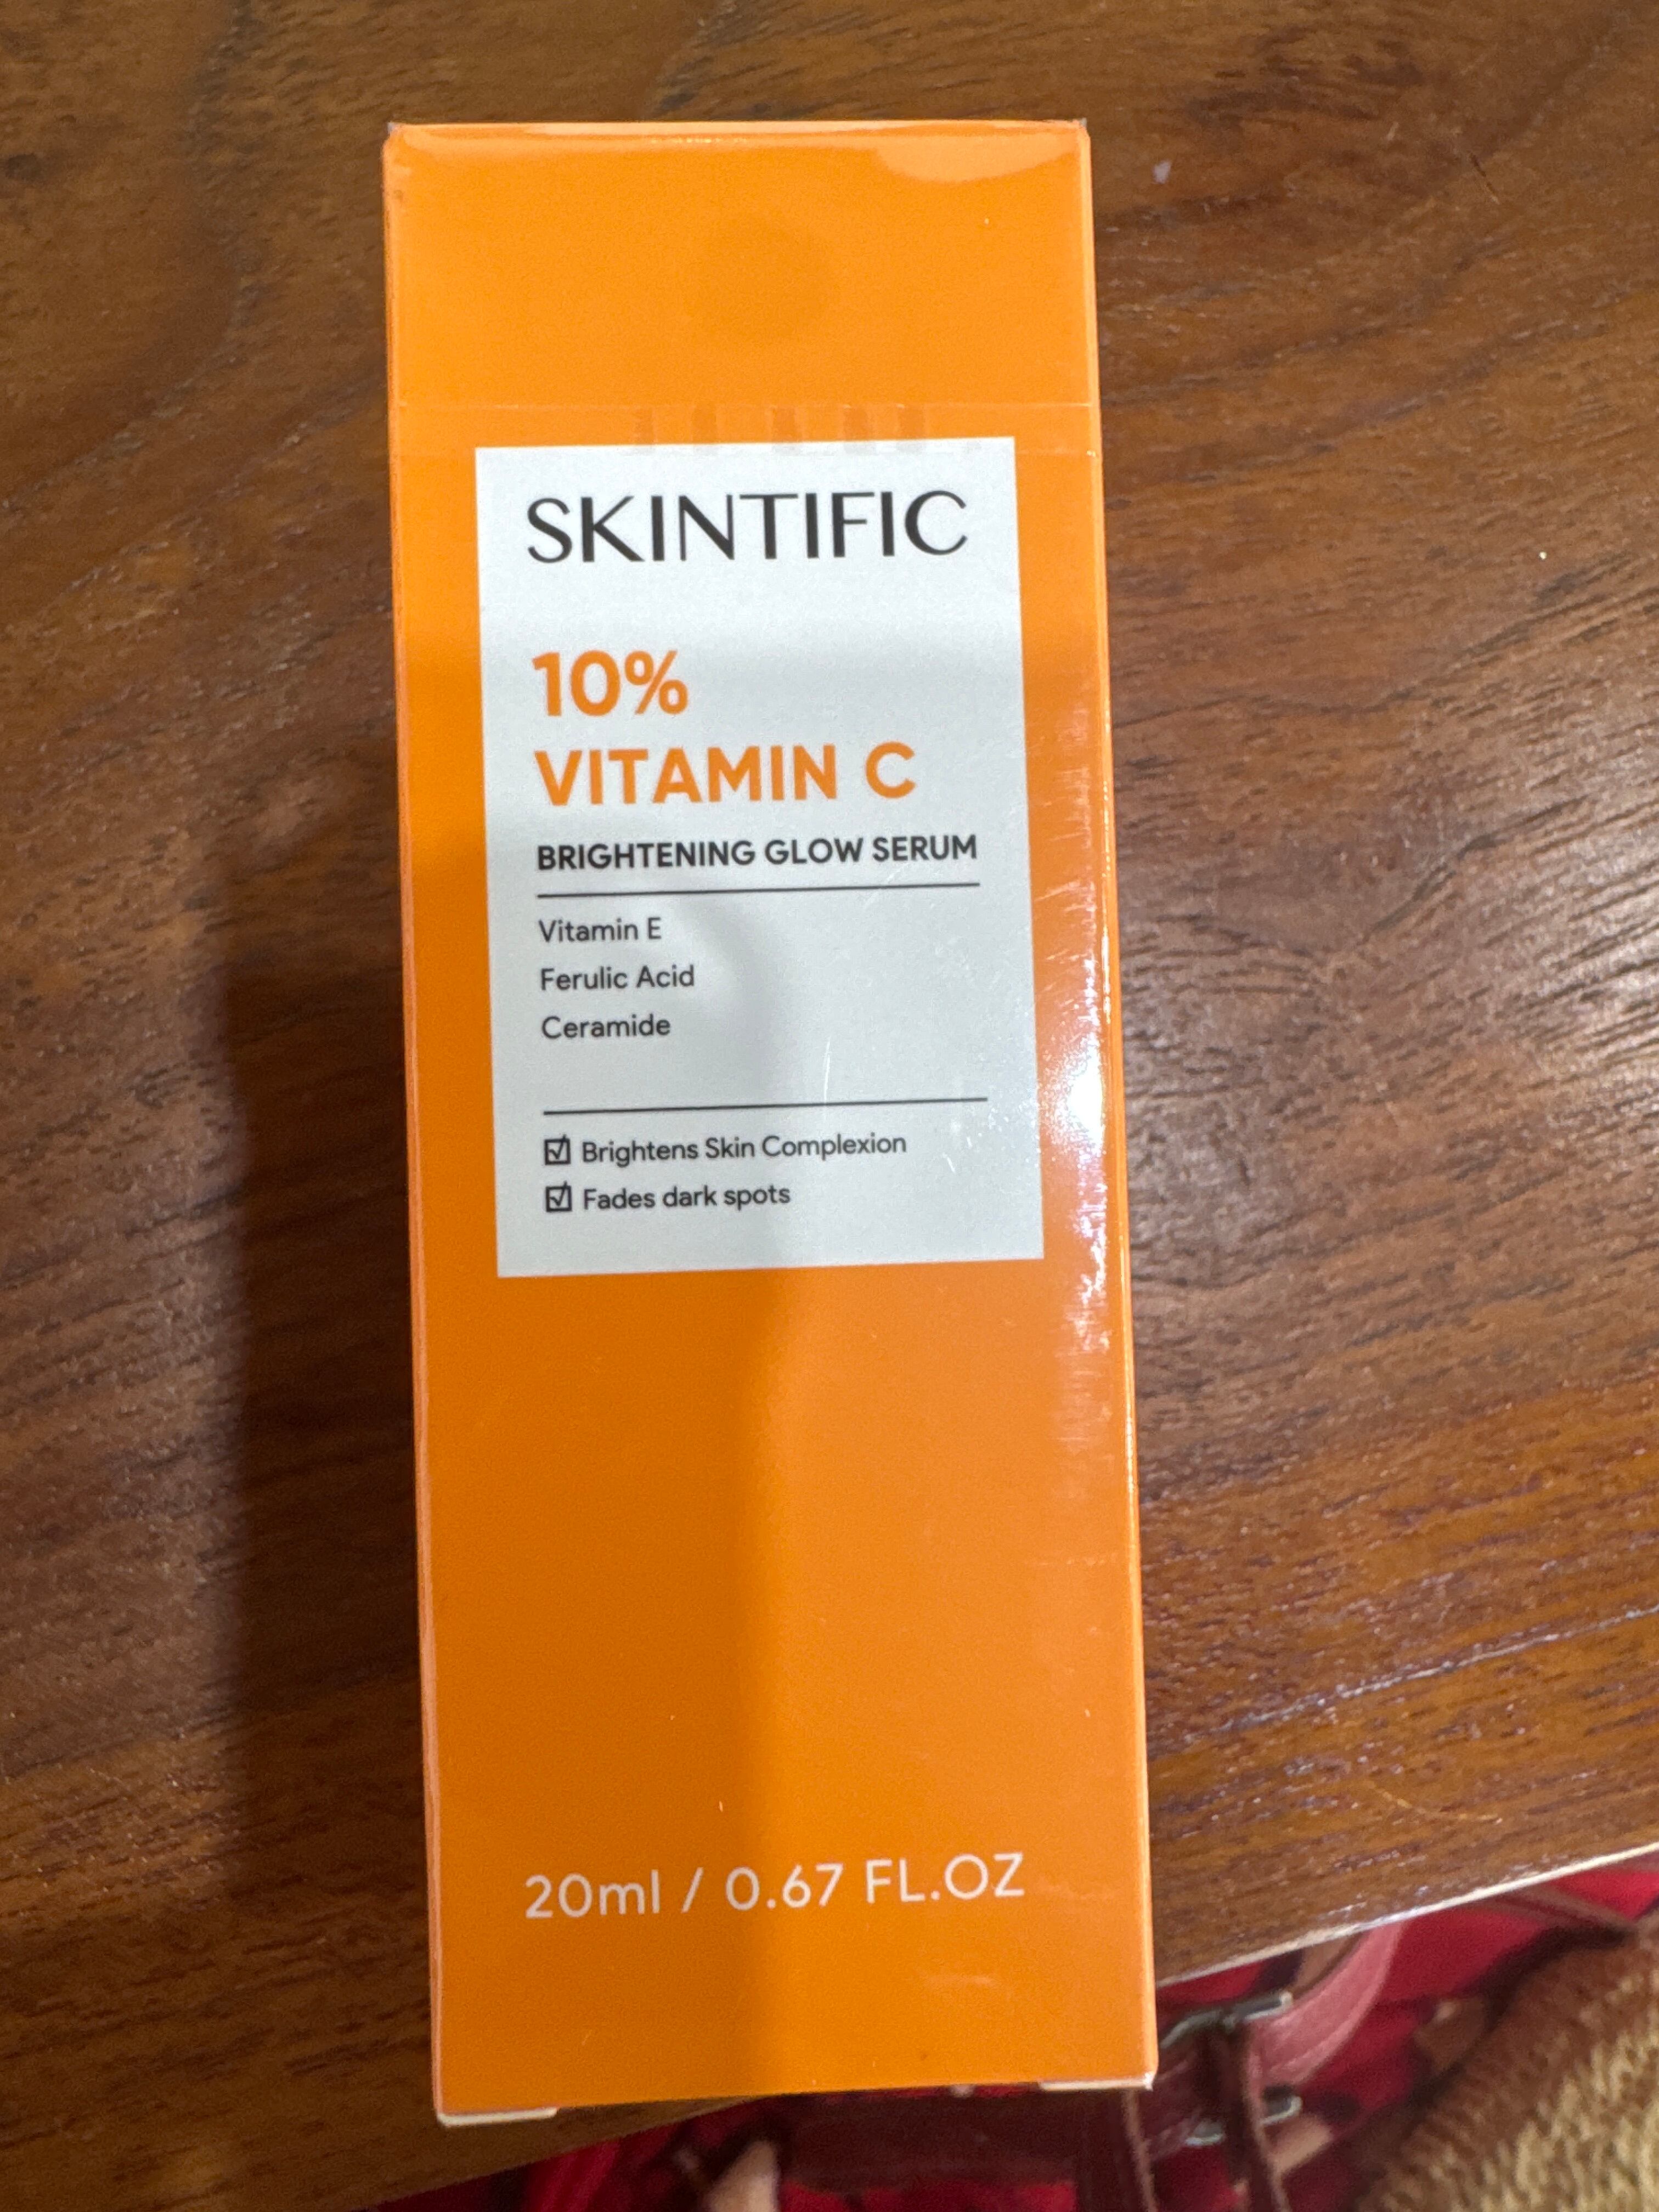 SKINTIFIC
10%
VITAMIN C
BRIGHTENING GLOW SERUM
Vitamin E
Ferulic Acid
Ceramide
Brightens Skin Complexion
Fades dark spots
20ml / 0.67 FL.OZ